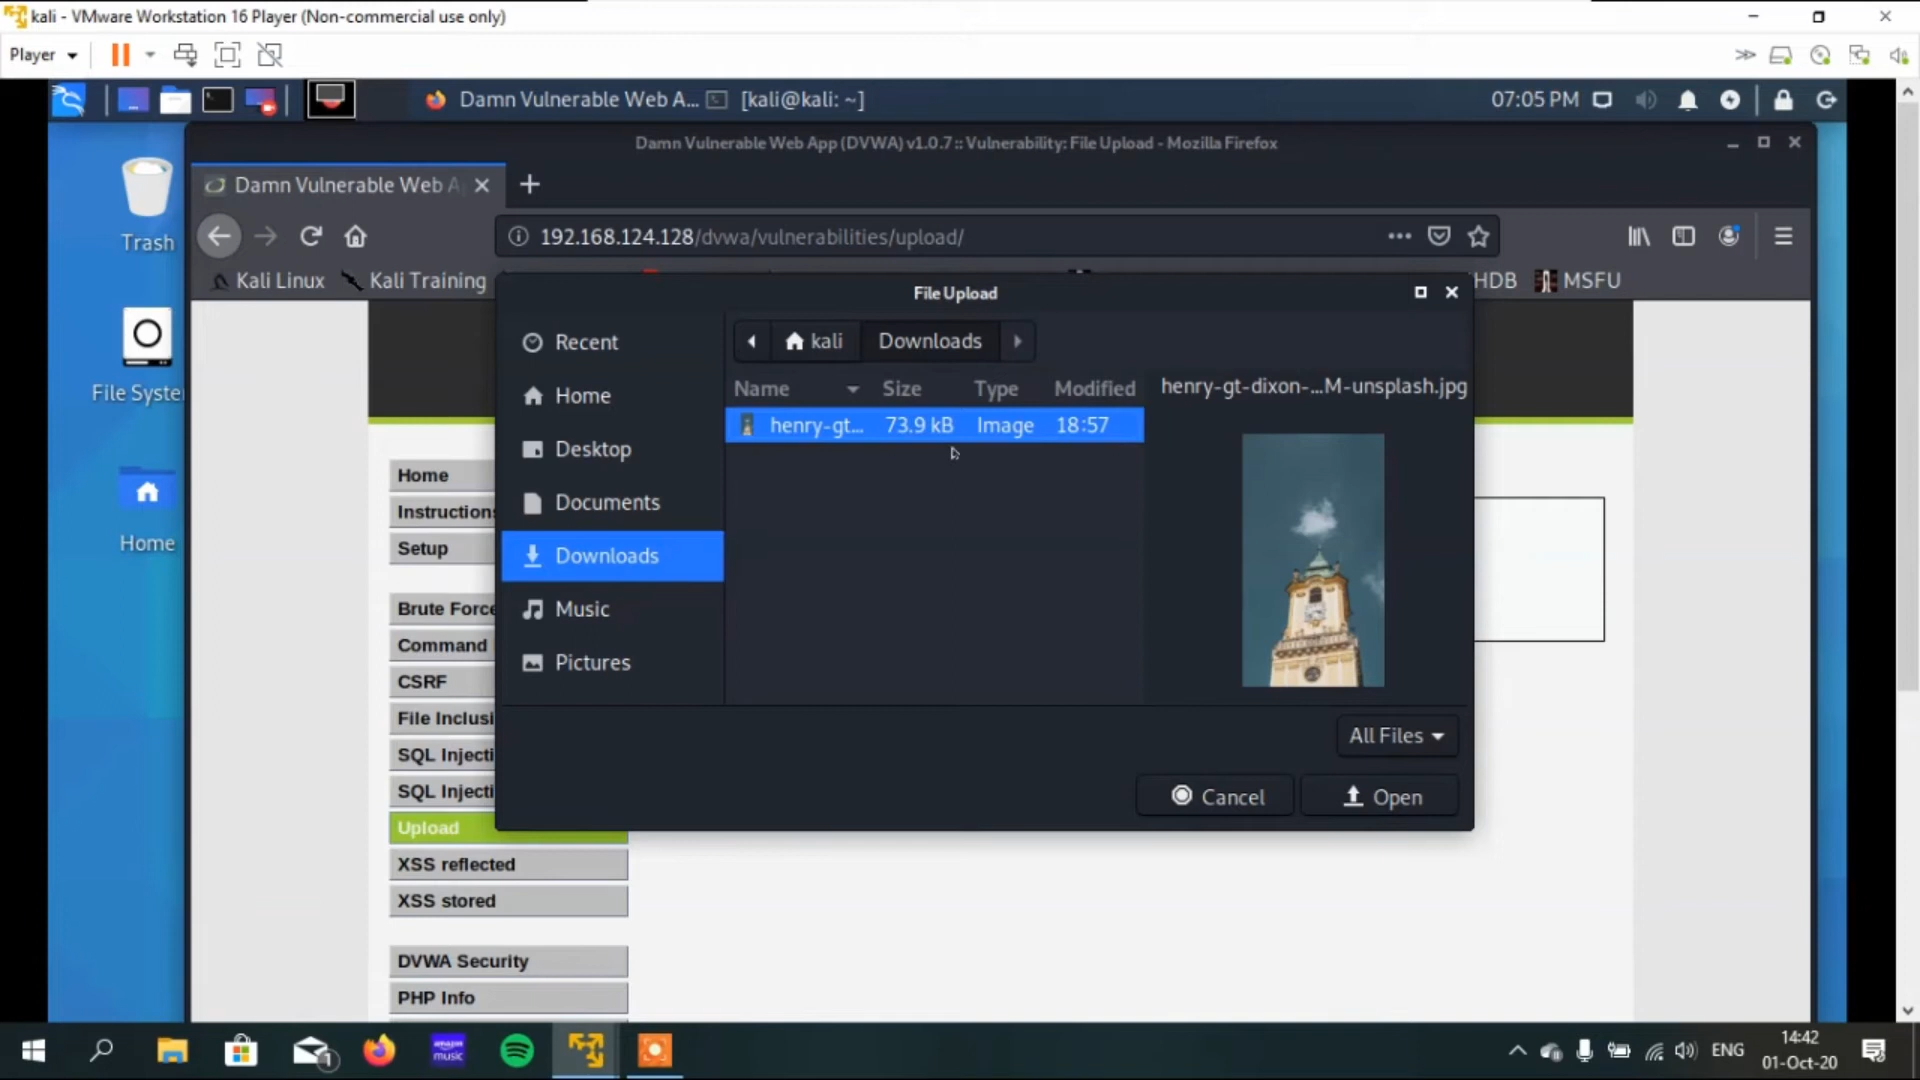 kali - VMware Workstation 16 Player (Non-commercial use only)
Player
Damn Vulnerable Web A... [kali@kali: ~] 07:05 PM
Damn Vulnerable Web App (DVWA) v1.0.7 :: Vulnerability: File Upload - Mozilla Firefox
Damn Vulnerable Web A
192.168.124.128/dvwa/vulnerabilities/upload/
Kali Linux Kali Training HDB MSFU
Trash
File Syste
Home
File Upload
Recent
Home
Desktop
Documents
Downloads
Music
Pictures
kali Downloads
Name Size Type Modified
henry-gt... 73.9 kB Image 18:57
henry-gt-dixon-...M-unsplash.jpg
All Files
Cancel Open
Home
Instructions
Setup
Brute Force
Command
CSRF
File Inclusi
SQL Injecti
SQL Injecti
Upload
XSS reflected
XSS stored
DVWA Security
PHP Info
1
amazon
music
ENG
14:42
01-Oct-20